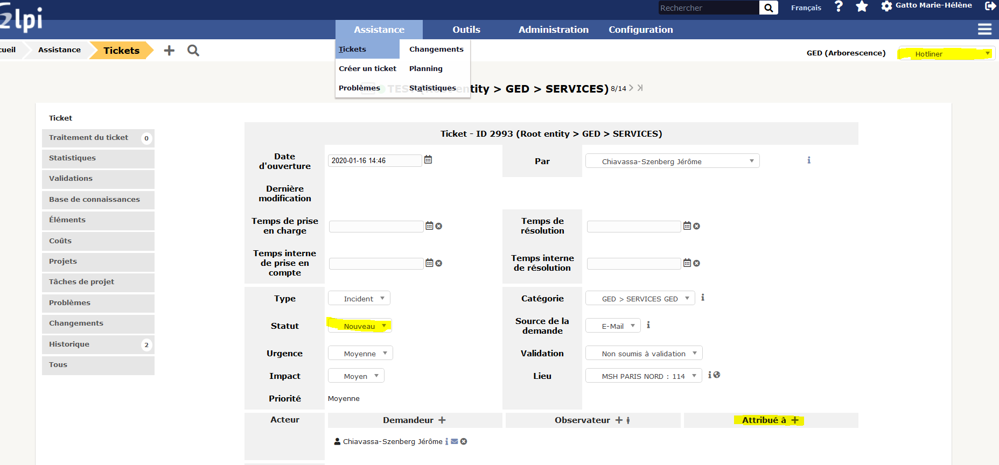 Glpi
Rechercher
Français
?
Gatto Marie-Hélène
Assistance
Outils
Administration
Configuration
cueil
Assistance
Tickets
Tickets
Changements
Créer un ticket
Planning
Problèmes
Statistiques
GED (Arborescence)
Hotliner
TEST (Root entity > GED > SERVICES) 8/14
Ticket
Traitement du ticket 0
Statistiques
Validations
Base de connaissances
Éléments
Coûts
Projets
Tâches de projet
Problèmes
Changements
Historique 2
Tous
Ticket - ID 2993 (Root entity > GED > SERVICES)
Date
d'ouverture
2020-01-16 14:46
Par
Chiavassa-Szenberg Jérôme
Dernière
modification
Temps de prise
en charge
Temps de
résolution
Temps interne
de prise en
compte
Temps interne
de résolution
Type
Incident
Catégorie
GED > SERVICES GED
Statut
Nouveau
Source de la
demande
E-Mail
Urgence
Moyenne
Validation
Non soumis à validation
Impact
Moyen
Lieu
MSH PARIS NORD : 114
Priorité
Moyenne
Acteur
Demandeur +
Observateur +
Attribué à +
Chiavassa-Szenberg Jérôme